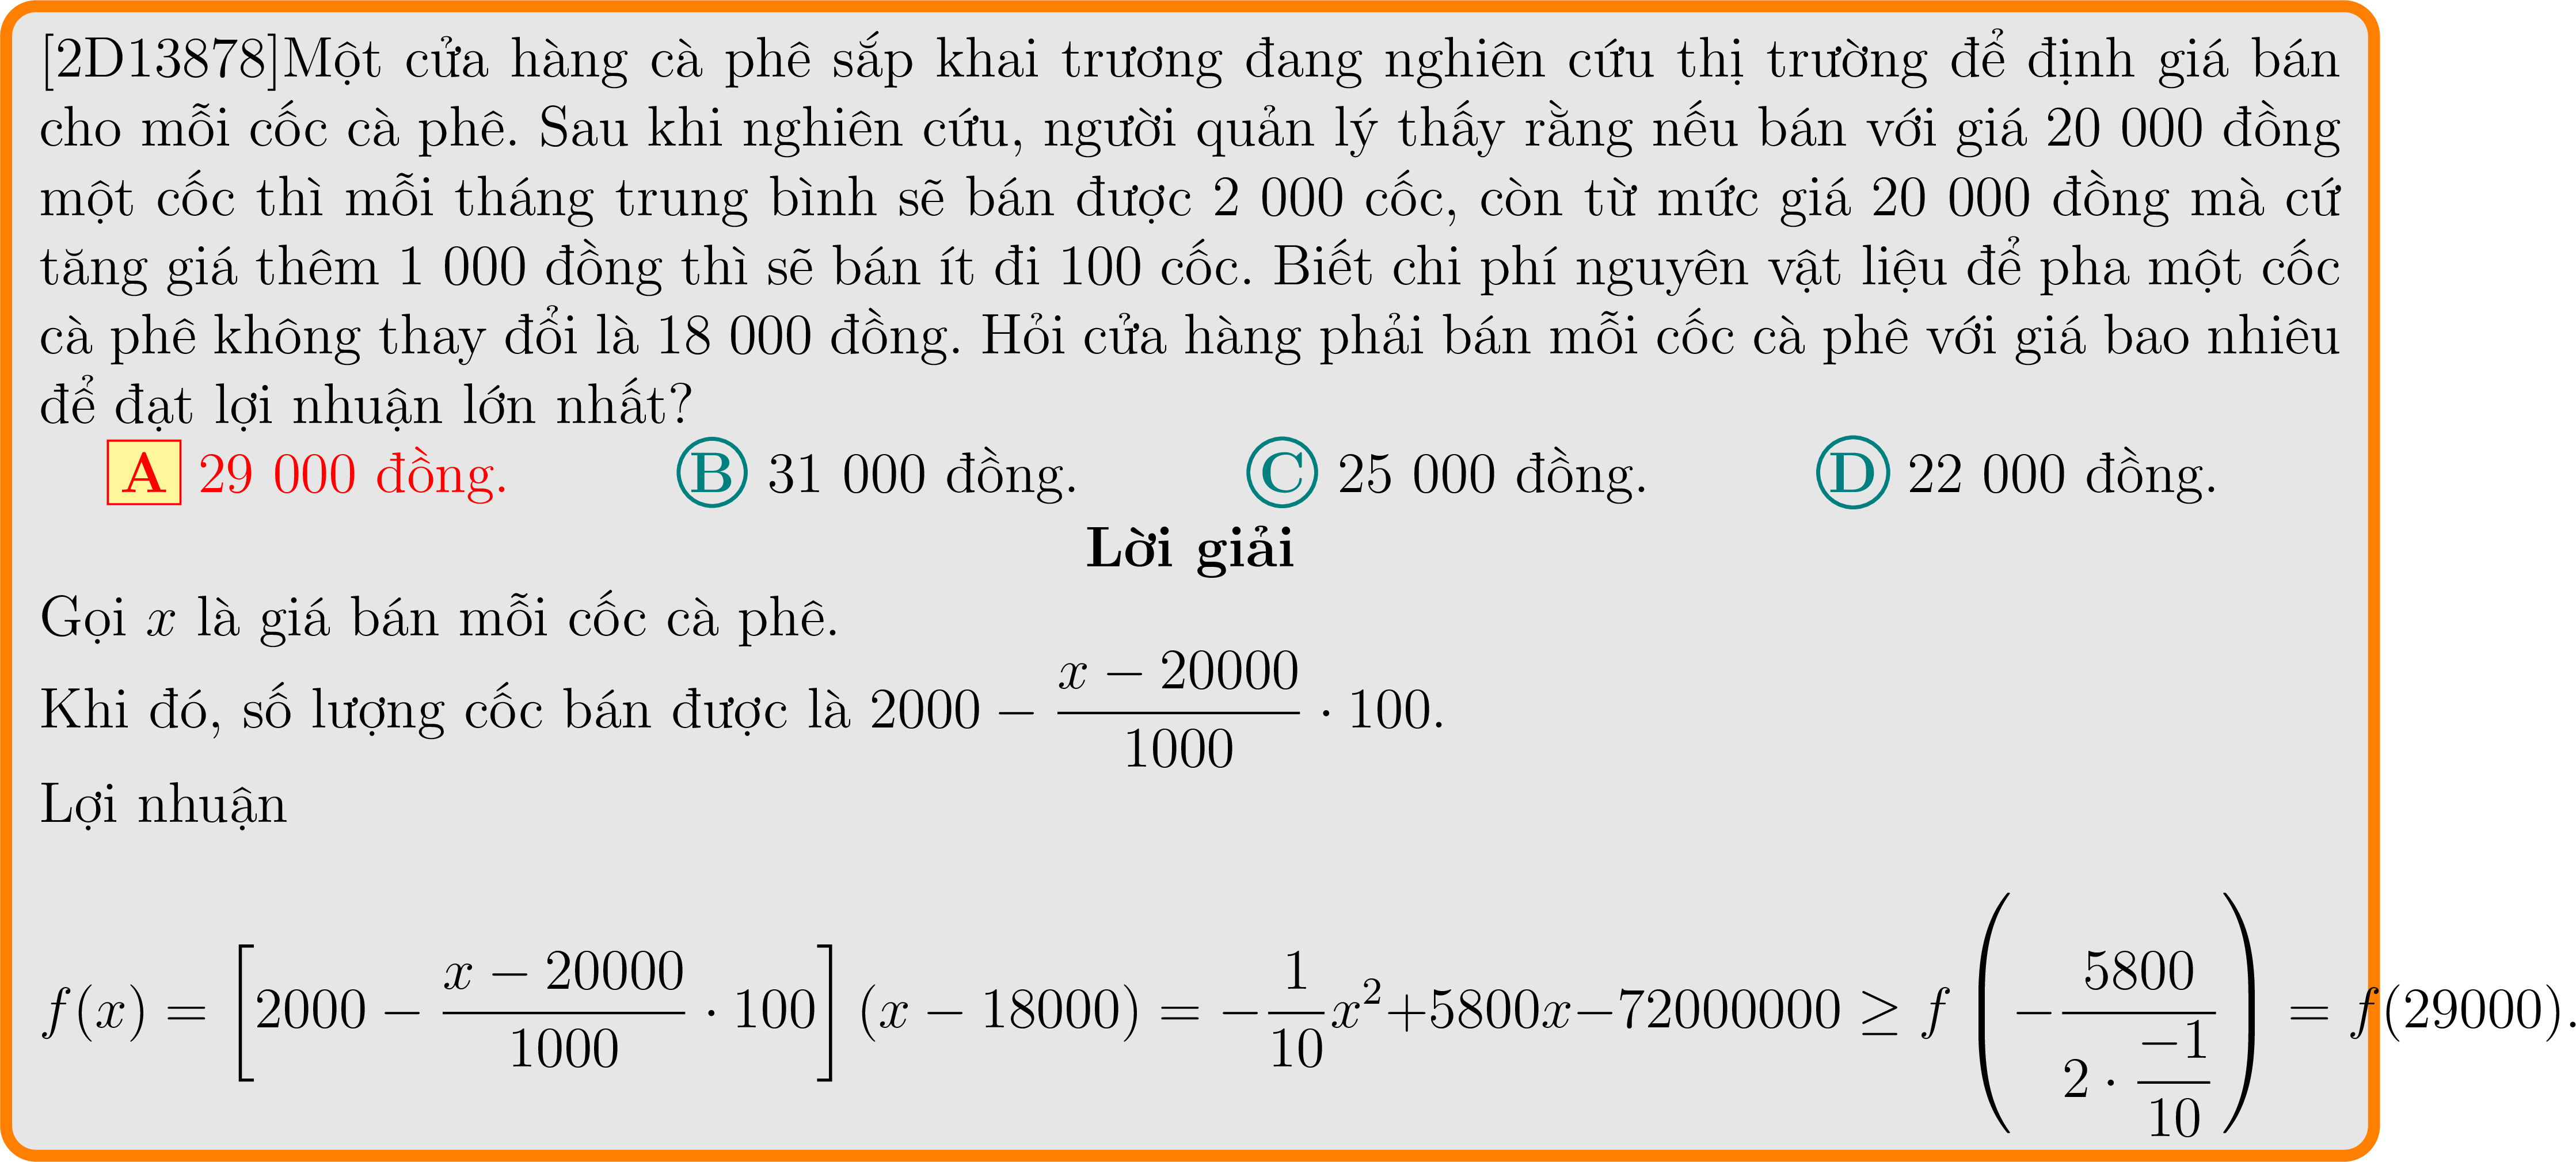 [2D13878]Một cửa hàng cà phê sắp khai trương đang nghiên cứu thị trường để định giá bán
cho mỗi cốc cà phê. Sau khi nghiên cứu, người quản lý thấy rằng nếu bán với giá 20 000 đồng
một cốc thì mỗi tháng trung bình sẽ bán được 2 000 cốc, còn từ mức giá 20 000 đồng mà cứ
tăng giá thêm 1 000 đồng thì sẽ bán ít đi 100 cốc. Biết chi phí nguyên vật liệu để pha một cốc
cà phê không thay đổi là 18 000 đồng. Hỏi cửa hàng phải bán mỗi cốc cà phê với giá bao nhiêu
để đạt lợi nhuận lớn nhất?
A 29 000 đồng. B 31 000 đồng. C 25 000 đồng. D 22 000 đồng.
Lời giải
Gọi x là giá bán mỗi cốc cà phê.
Khi đó, số lượng cốc bán được là $2000 - \dfrac{x - 20000}{1000} \cdot 100$.
Lợi nhuận
$f(x) = \left[2000 - \dfrac{x - 20000}{1000} \cdot 100\right](x - 18000) = -\dfrac{1}{10}x^2 + 5800x - 72000000 \geq f\left(-\dfrac{5800}{2 \cdot \dfrac{-1}{10}}\right) = f(29000).$